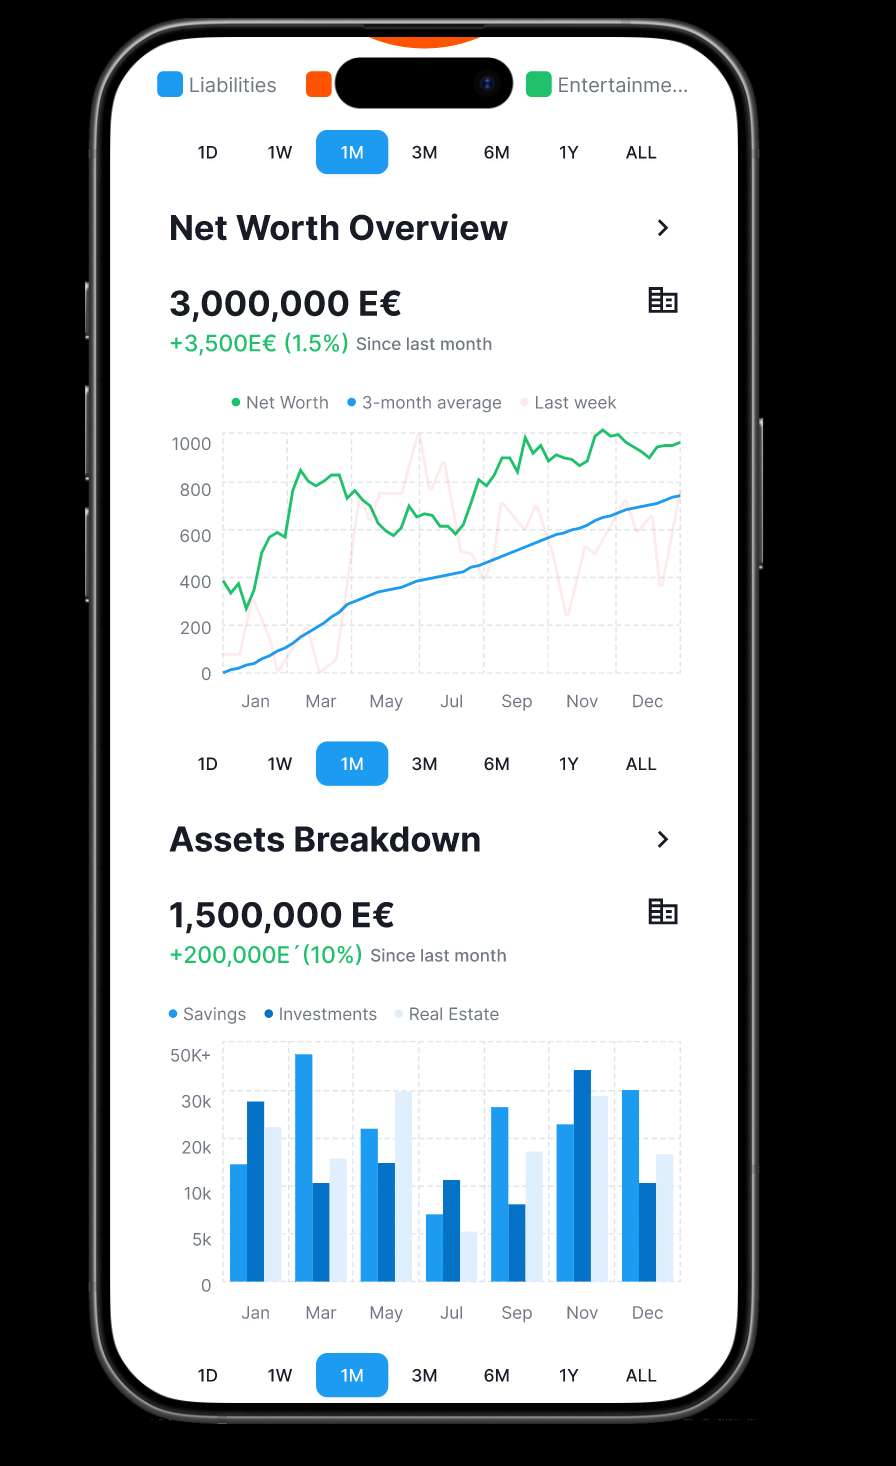 Liabilities Entertainme...
1D 1W 1M 3M 6M 1Y ALL
Net Worth Overview
3,000,000 E€
+3,500E€ (1.5%) Since last month
Net Worth 3-month average Last week
1000
800
600
400
200
0
Jan Mar May Jul Sep Nov Dec
1D 1W 1M 3M 6M 1Y ALL
Assets Breakdown
1,500,000 E€
+200,000E´(10%) Since last month
Savings Investments Real Estate
50K+
30k
20k
10k
5k
0
Jan Mar May Jul Sep Nov Dec
1D 1W 1M 3M 6M 1Y ALL